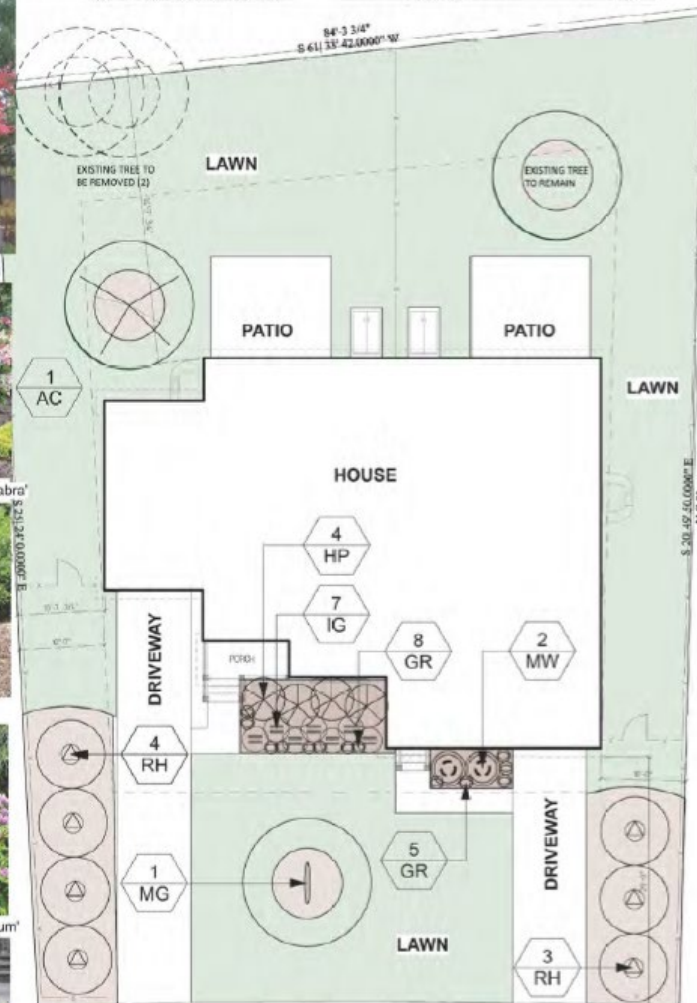 84'-3 3/4"
S 61| 38' 42.0000" W
EXISTING TREE TO
BE REMOVED (2)
LAWN
EXISTING TREE
TO REMAIN
PATIO
PATIO
1
AC
LAWN
HOUSE
abra'
4
HP
7
IG
8
GR
2
MW
DRIVEWAY
PORCH
4
RH
1
MG
5
GR
DRIVEWAY
um'
LAWN
3
RH